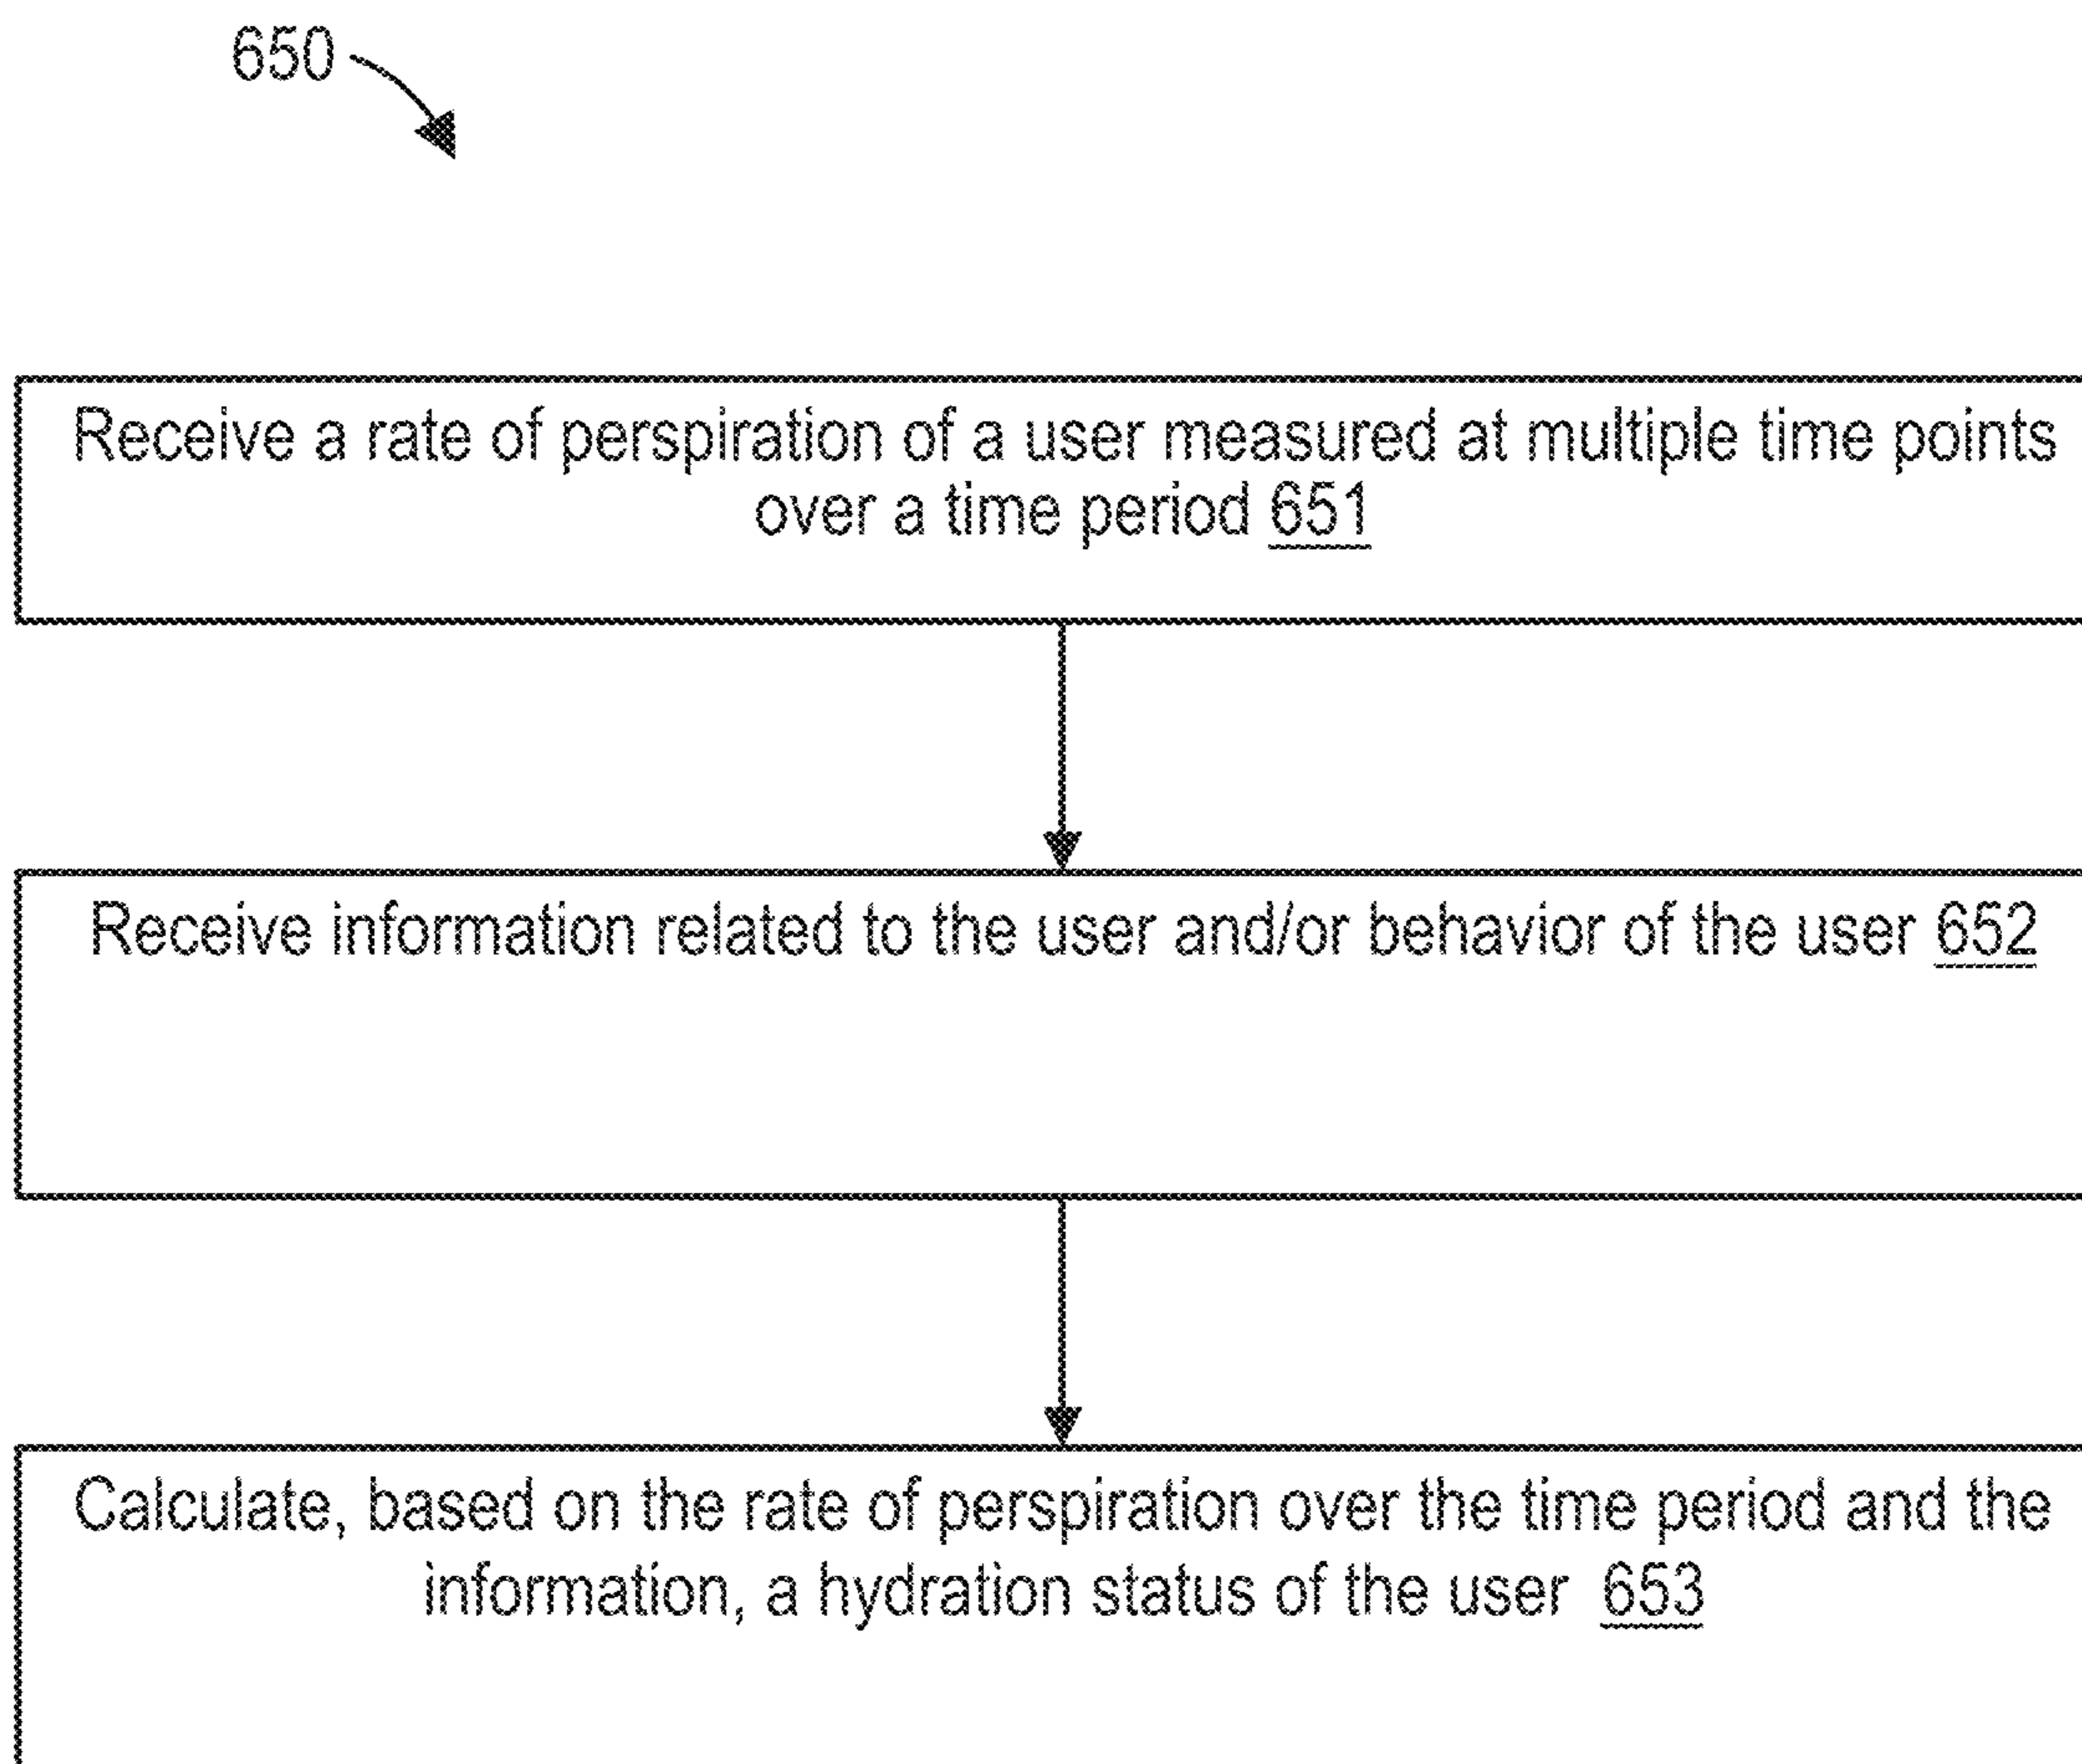 650
Receive a rate of perspiration of a user measured at multiple time points
over a time period 651
Receive information related to the user and/or behavior of the user 652
Calculate, based on the rate of perspiration over the time period and the
information, a hydration status of the user 653